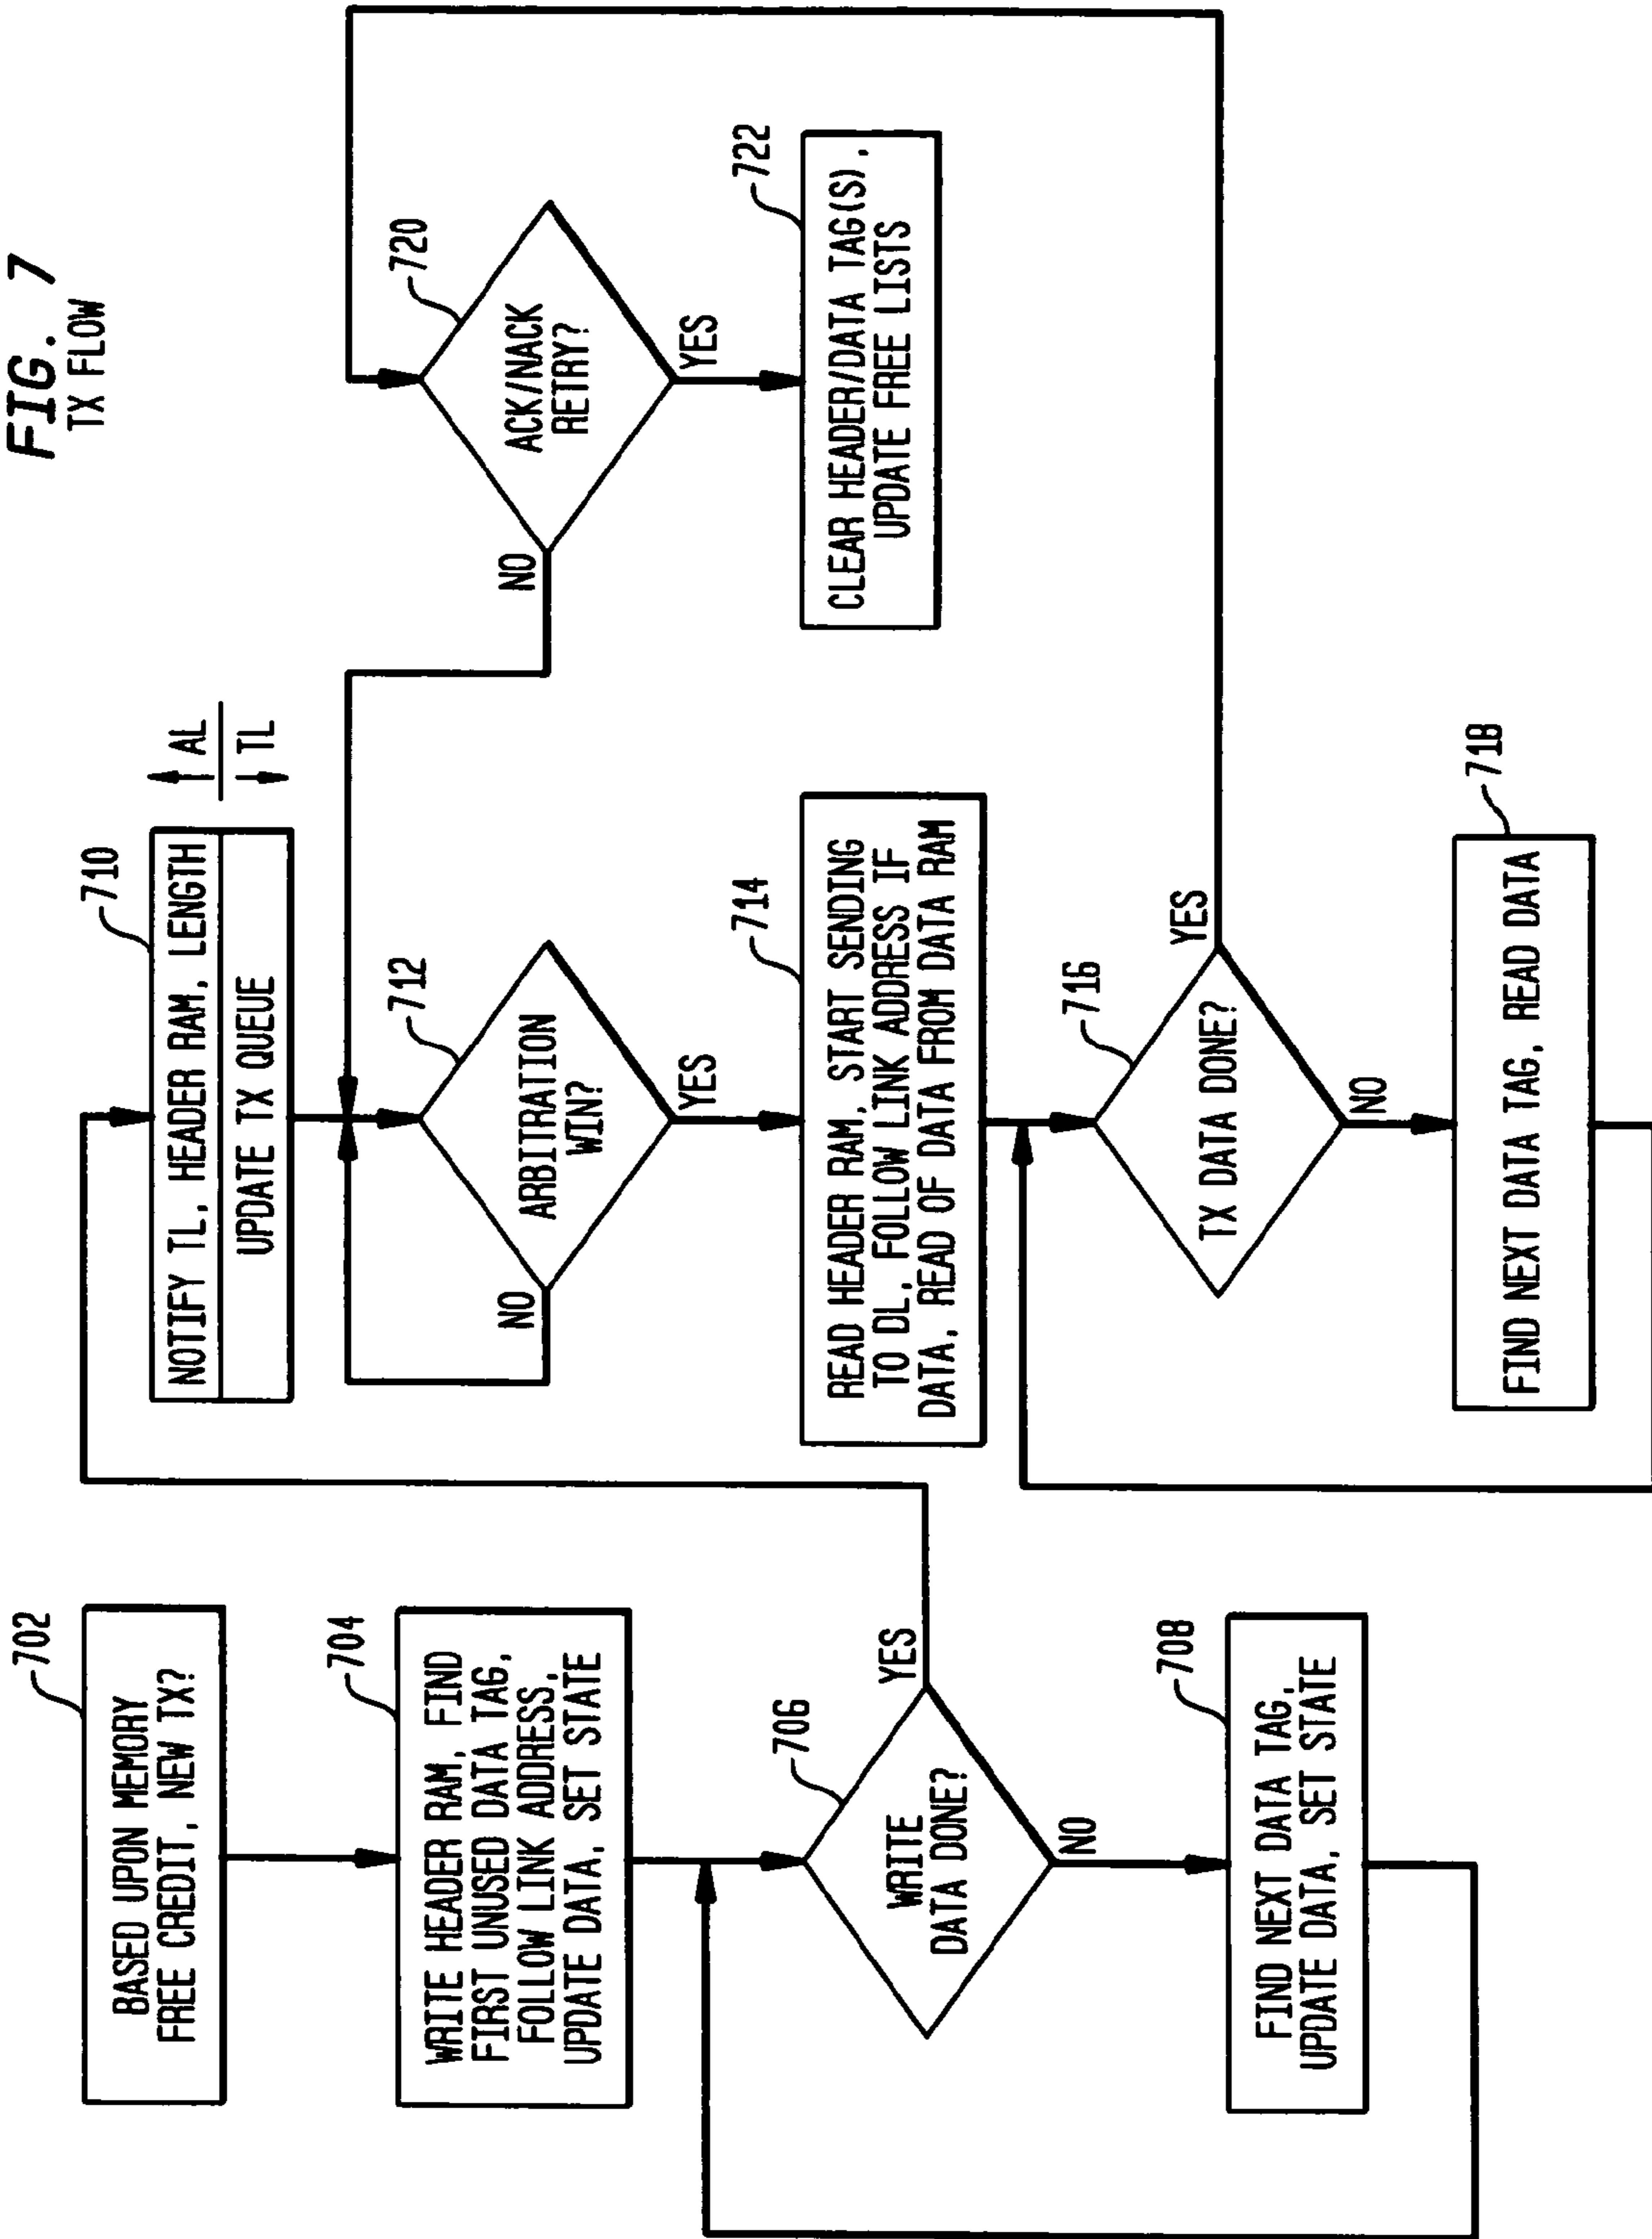 FIG. 7
TX FLOW
702
BASED UPON MEMORY
FREE CREDIT, NEW TX?
704
WRITE HEADER RAM, FIND
FIRST UNUSED DATA TAG,
FOLLOW LINK ADDRESS,
UPDATE DATA, SET STATE
706
WRITE
DATA DONE?
YES
NO
708
FIND NEXT DATA TAG,
UPDATE DATA, SET STATE
710
NOTIFY TL, HEADER RAM, LENGTH
UPDATE TX QUEUE
AL
TL
712
ARBITRATION
WIN?
NO
YES
714
READ HEADER RAM, START SENDING
TO DL, FOLLOW LINK ADDRESS IF
DATA, READ OF DATA FROM DATA RAM
716
TX DATA DONE?
YES
NO
718
FIND NEXT DATA TAG, READ DATA
720
ACK/NACK
RETRY?
NO
YES
722
CLEAR HEADER/DATA TAG(S),
UPDATE FREE LISTS